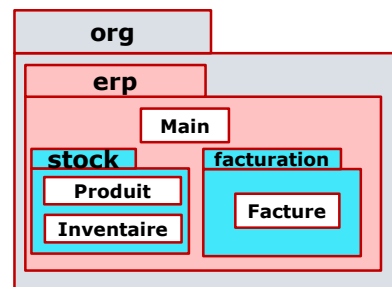 org
erp
Main
stock
facturation
Produit
Facture
Inventaire